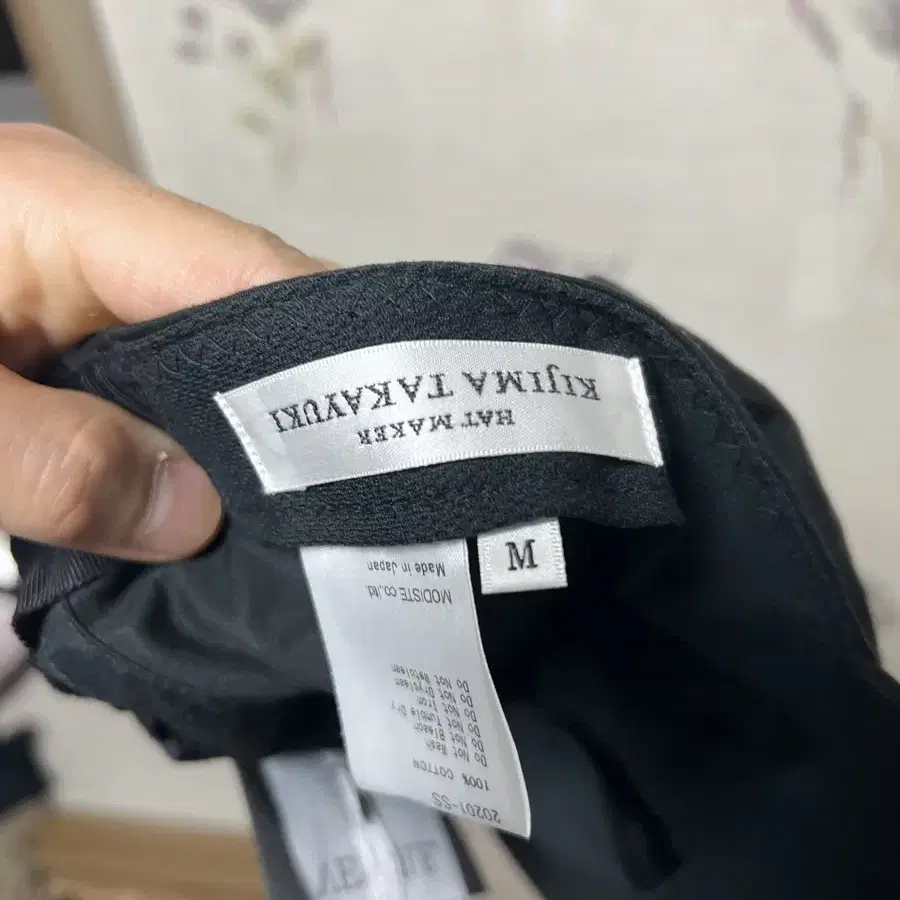 HAT MAKER
KIJIMA TAKAYUKI
M
20201-SS
100% COTTON
Do Not Wash
Do Not Bleach
Do Not Tumble Dry
Do Not Iron
Do Not Dryclean
Do Not Wetclean
MODISTE co.,ltd.
Made in Japan